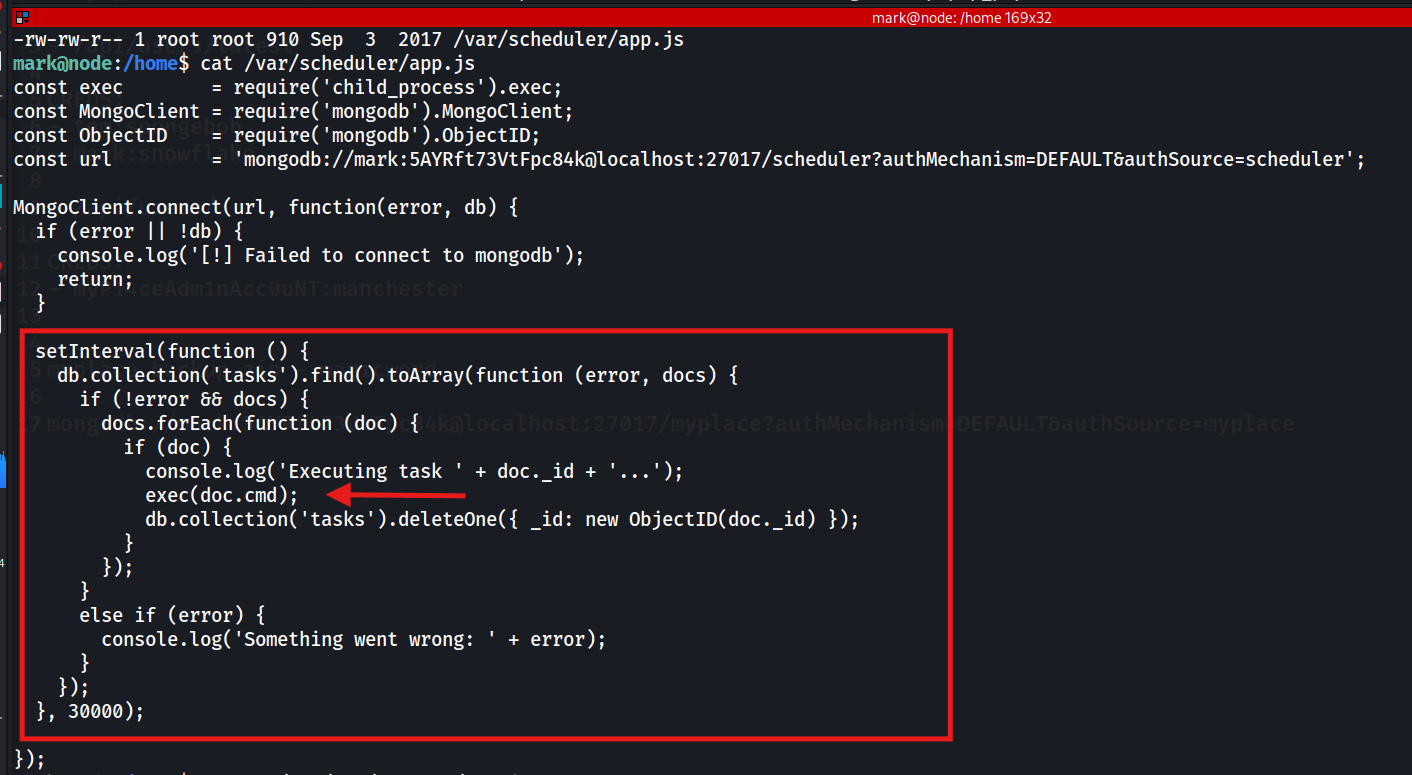 mark@node: /home 169x32
-rw-rw-r-- 1 root root 910 Sep  3  2017 /var/scheduler/app.js
mark@node:/home$ cat /var/scheduler/app.js
const exec        = require('child_process').exec;
const MongoClient = require('mongodb').MongoClient;
const ObjectID    = require('mongodb').ObjectID;
const url         = 'mongodb://mark:5AYRft73VtFpc84k@localhost:27017/scheduler?authMechanism=DEFAULT&authSource=scheduler';

MongoClient.connect(url, function(error, db) {
  if (error || !db) {
    console.log('[!] Failed to connect to mongodb');
    return;
  }

  setInterval(function () {
    db.collection('tasks').find().toArray(function (error, docs) {
      if (!error && docs) {
        docs.forEach(function (doc) {
          if (doc) {
            console.log('Executing task ' + doc._id + '...');
            exec(doc.cmd);
            db.collection('tasks').deleteOne({ _id: new ObjectID(doc._id) });
          }
        });
      }
      else if (error) {
        console.log('Something went wrong: ' + error);
      }
    });
  }, 30000);

});